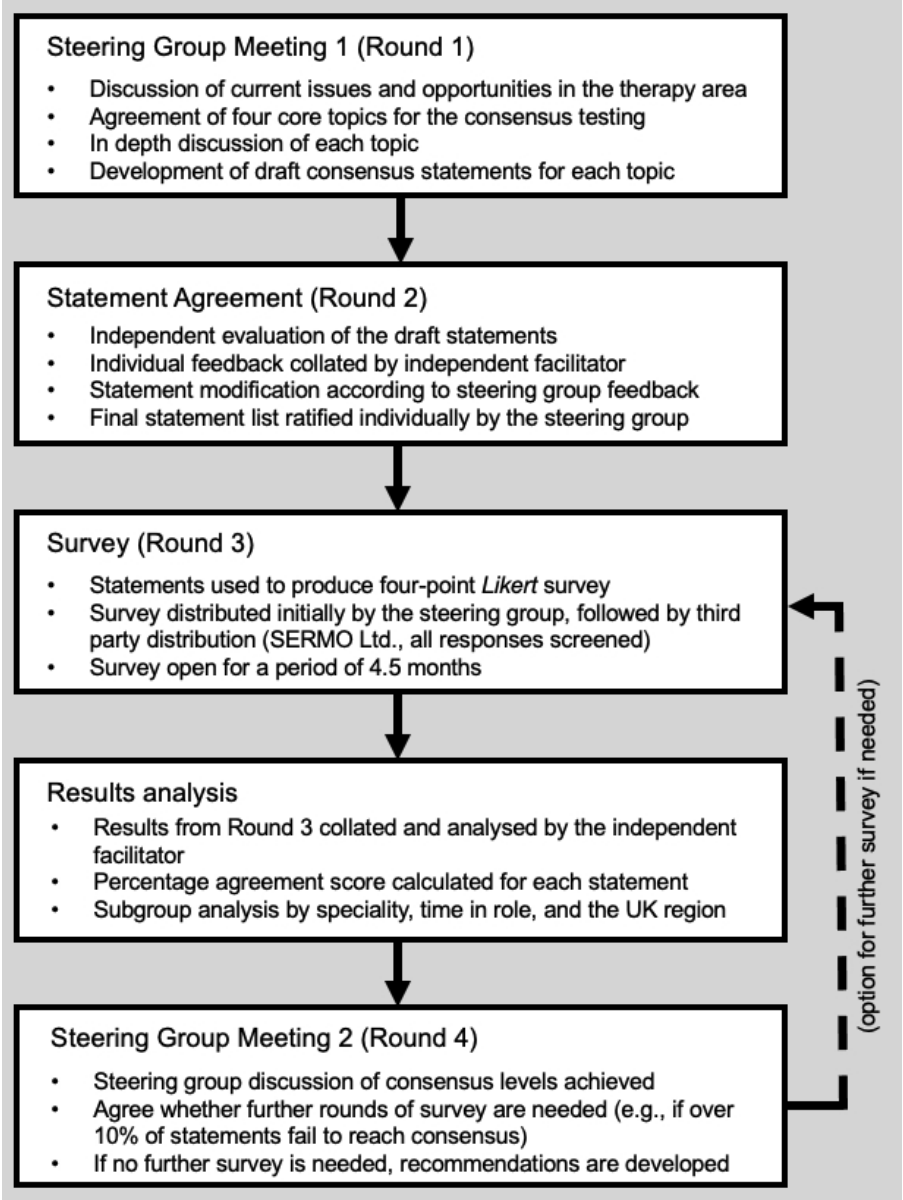 Steering Group Meeting 1 (Round 1)
• Discussion of current issues and opportunities in the therapy area
• Agreement of four core topics for the consensus testing
• In depth discussion of each topic
• Development of draft consensus statements for each topic
Statement Agreement (Round 2)
• Independent evaluation of the draft statements
• Individual feedback collated by independent facilitator
• Statement modification according to steering group feedback
• Final statement list ratified individually by the steering group
Survey (Round 3)
• Statements used to produce four-point Likert survey
• Survey distributed initially by the steering group, followed by third
party distribution (SERMO Ltd., all responses screened)
• Survey open for a period of 4.5 months
Results analysis
• Results from Round 3 collated and analysed by the independent
facilitator
• Percentage agreement score calculated for each statement
• Subgroup analysis by speciality, time in role, and the UK region
Steering Group Meeting 2 (Round 4)
• Steering group discussion of consensus levels achieved
• Agree whether further rounds of survey are needed (e.g., if over
10% of statements fail to reach consensus)
• If no further survey is needed, recommendations are developed
(option for further survey if needed)